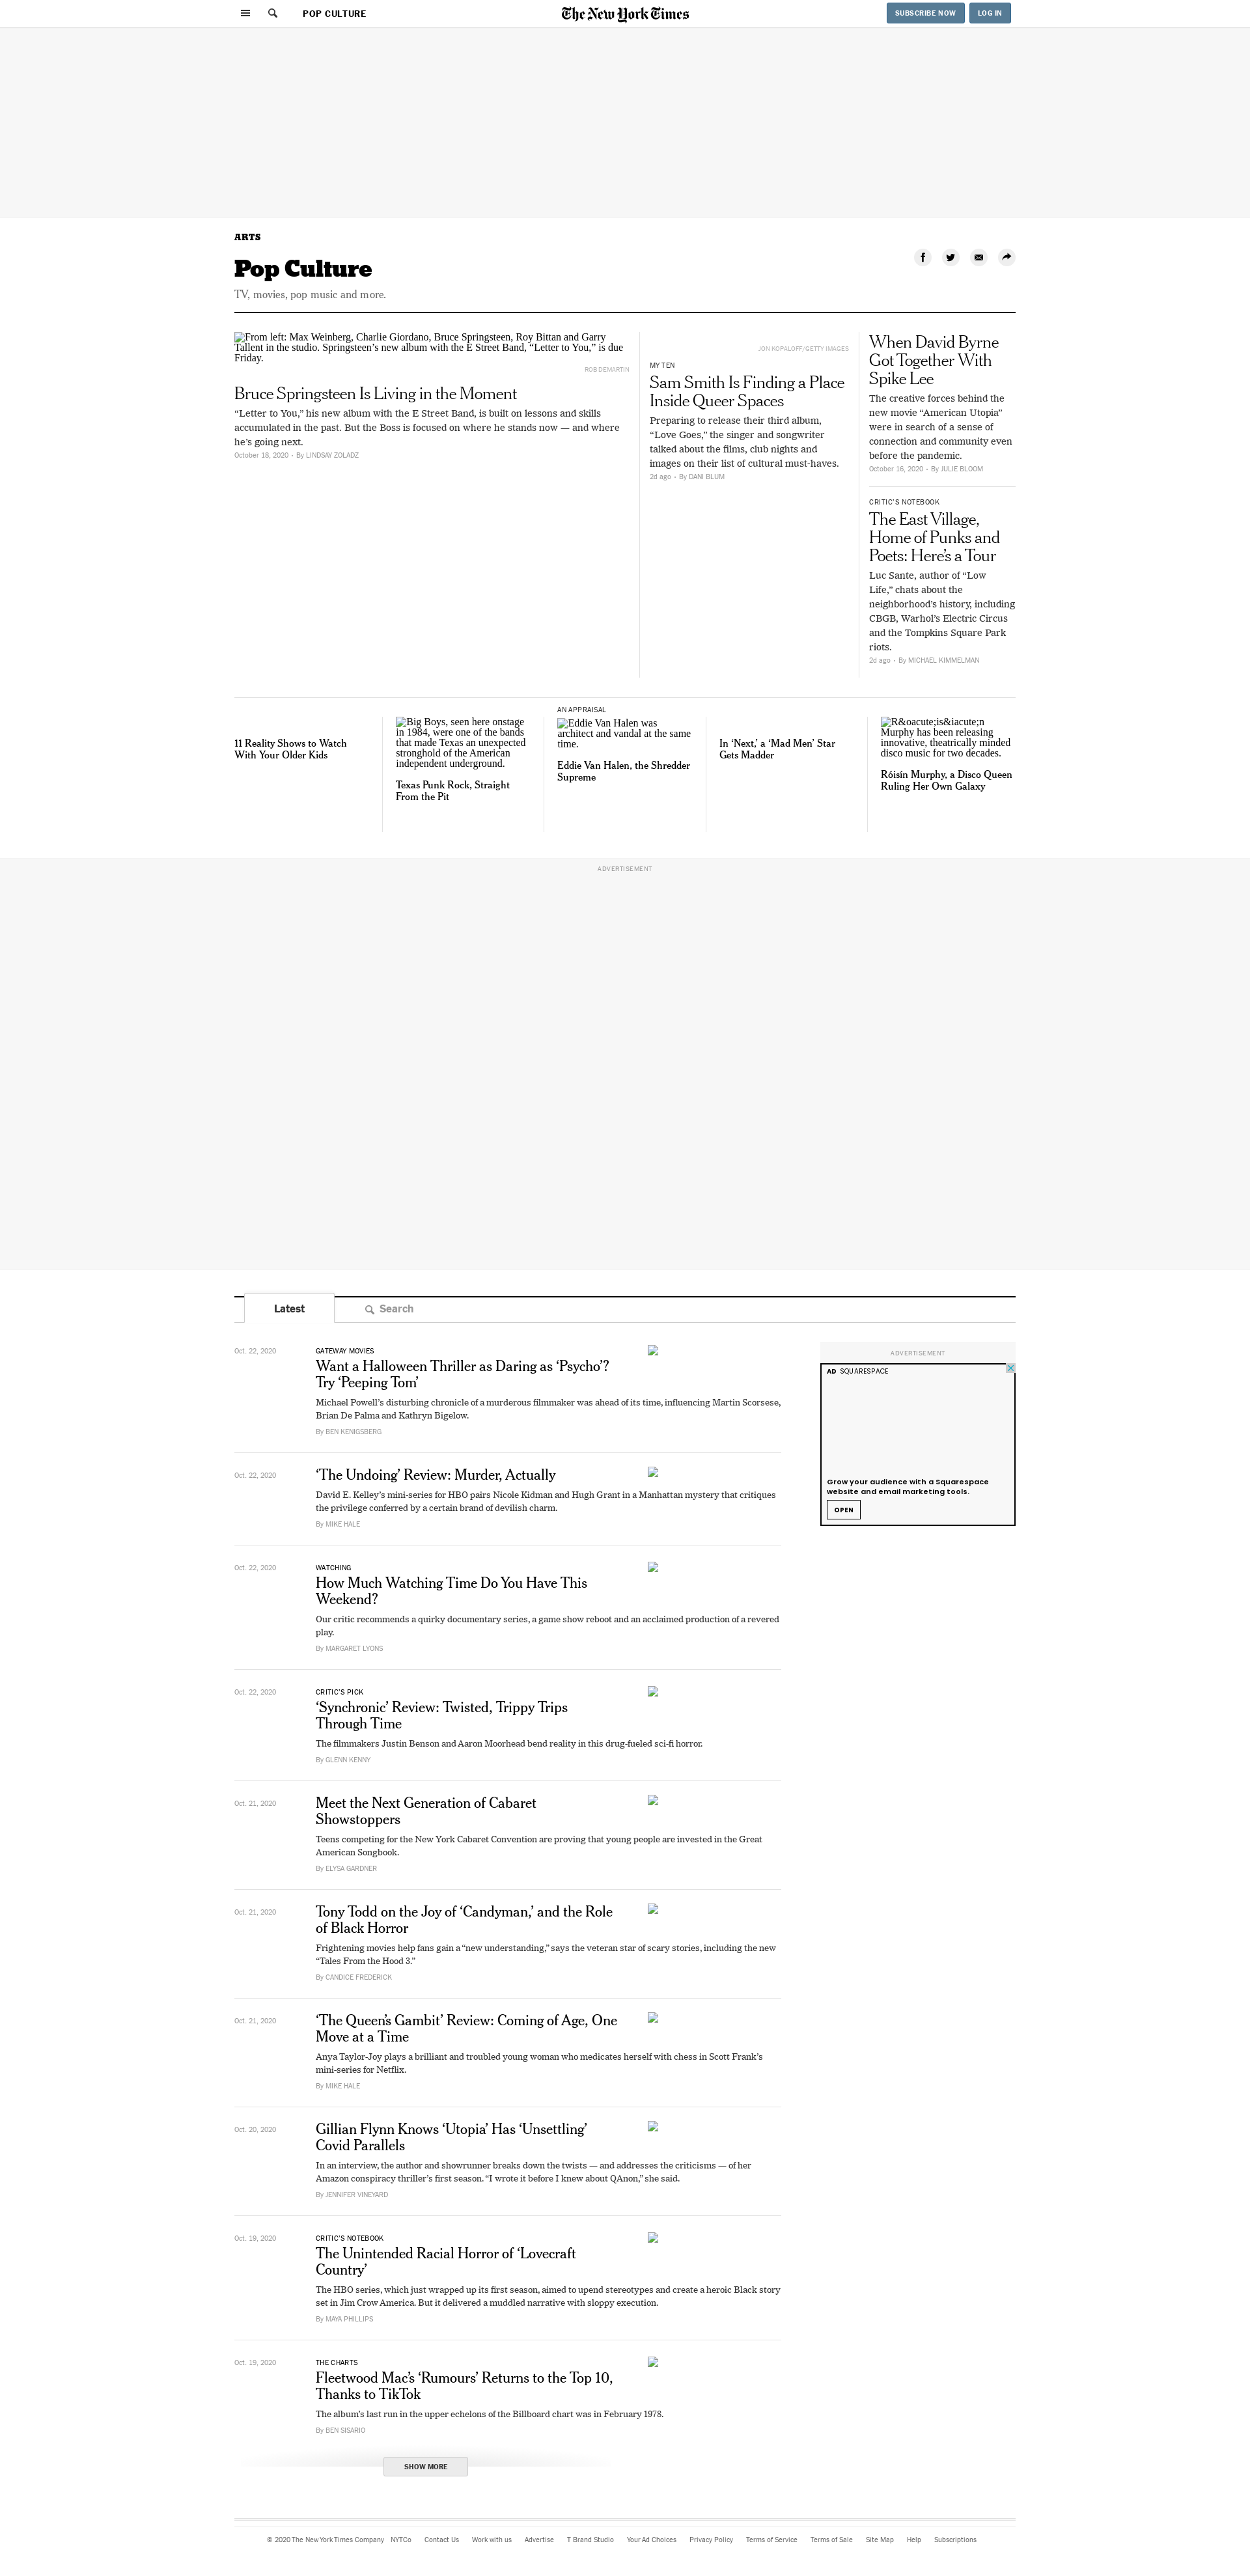 POP CULTURE
The New York Times
SUBSCRIBE NOW
LOG IN
ARTS
Pop Culture
TV, movies, pop music and more.
From left: Max Weinberg, Charlie Giordano, Bruce Springsteen, Roy Bittan and Garry
Tallent in the studio. Springsteen’s new album with the E Street Band, “Letter to You,” is due
Friday.
ROB DEMARTIN
Bruce Springsteen Is Living in the Moment
“Letter to You,” his new album with the E Street Band, is built on lessons and skills
accumulated in the past. But the Boss is focused on where he stands now — and where
he’s going next.
October 18, 2020 - By LINDSAY ZOLADZ
JON KOPALOFF/GETTY IMAGES
MY TEN
Sam Smith Is Finding a Place
Inside Queer Spaces
Preparing to release their third album,
“Love Goes,” the singer and songwriter
talked about the films, club nights and
images on their list of cultural must-haves.
2d ago - By DANI BLUM
When David Byrne
Got Together With
Spike Lee
The creative forces behind the
new movie “American Utopia”
were in search of a sense of
connection and community even
before the pandemic.
October 16, 2020 - By JULIE BLOOM
CRITIC’S NOTEBOOK
The East Village,
Home of Punks and
Poets: Here’s a Tour
Luc Sante, author of “Low
Life,” chats about the
neighborhood’s history, including
CBGB, Warhol’s Electric Circus
and the Tompkins Square Park
riots.
2d ago - By MICHAEL KIMMELMAN
11 Reality Shows to Watch
With Your Older Kids
Big Boys, seen here onstage
in 1984, were one of the bands
that made Texas an unexpected
stronghold of the American
independent underground.
Texas Punk Rock, Straight
From the Pit
AN APPRAISAL
Eddie Van Halen was
architect and vandal at the same
time.
Eddie Van Halen, the Shredder
Supreme
In ‘Next,’ a ‘Mad Men’ Star
Gets Madder
R&oacute;is&iacute;n
Murphy has been releasing
innovative, theatrically minded
disco music for two decades.
Róisín Murphy, a Disco Queen
Ruling Her Own Galaxy
ADVERTISEMENT
Latest
Search
Oct. 22, 2020
GATEWAY MOVIES
Want a Halloween Thriller as Daring as ‘Psycho’?
Try ‘Peeping Tom’
Michael Powell’s disturbing chronicle of a murderous filmmaker was ahead of its time, influencing Martin Scorsese,
Brian De Palma and Kathryn Bigelow.
By BEN KENIGSBERG
ADVERTISEMENT
AD SQUARESPACE
Grow your audience with a Squarespace
website and email marketing tools.
OPEN
Oct. 22, 2020
‘The Undoing’ Review: Murder, Actually
David E. Kelley’s mini-series for HBO pairs Nicole Kidman and Hugh Grant in a Manhattan mystery that critiques
the privilege conferred by a certain brand of devilish charm.
By MIKE HALE
Oct. 22, 2020
WATCHING
How Much Watching Time Do You Have This
Weekend?
Our critic recommends a quirky documentary series, a game show reboot and an acclaimed production of a revered
play.
By MARGARET LYONS
Oct. 22, 2020
CRITIC’S PICK
‘Synchronic’ Review: Twisted, Trippy Trips
Through Time
The filmmakers Justin Benson and Aaron Moorhead bend reality in this drug-fueled sci-fi horror.
By GLENN KENNY
Oct. 21, 2020
Meet the Next Generation of Cabaret
Showstoppers
Teens competing for the New York Cabaret Convention are proving that young people are invested in the Great
American Songbook.
By ELYSA GARDNER
Oct. 21, 2020
Tony Todd on the Joy of ‘Candyman,’ and the Role
of Black Horror
Frightening movies help fans gain a “new understanding,” says the veteran star of scary stories, including the new
“Tales From the Hood 3.”
By CANDICE FREDERICK
Oct. 21, 2020
‘The Queen’s Gambit’ Review: Coming of Age, One
Move at a Time
Anya Taylor-Joy plays a brilliant and troubled young woman who medicates herself with chess in Scott Frank’s
mini-series for Netflix.
By MIKE HALE
Oct. 20, 2020
Gillian Flynn Knows ‘Utopia’ Has ‘Unsettling’
Covid Parallels
In an interview, the author and showrunner breaks down the twists — and addresses the criticisms — of her
Amazon conspiracy thriller’s first season. “I wrote it before I knew about QAnon,” she said.
By JENNIFER VINEYARD
Oct. 19, 2020
CRITIC’S NOTEBOOK
The Unintended Racial Horror of ‘Lovecraft
Country’
The HBO series, which just wrapped up its first season, aimed to upend stereotypes and create a heroic Black story
set in Jim Crow America. But it delivered a muddled narrative with sloppy execution.
By MAYA PHILLIPS
Oct. 19, 2020
THE CHARTS
Fleetwood Mac’s ‘Rumours’ Returns to the Top 10,
Thanks to TikTok
The album’s last run in the upper echelons of the Billboard chart was in February 1978.
By BEN SISARIO
SHOW MORE
© 2020 The New York Times Company NYTCo Contact Us Work with us Advertise T Brand Studio Your Ad Choices Privacy Policy Terms of Service Terms of Sale Site Map Help Subscriptions